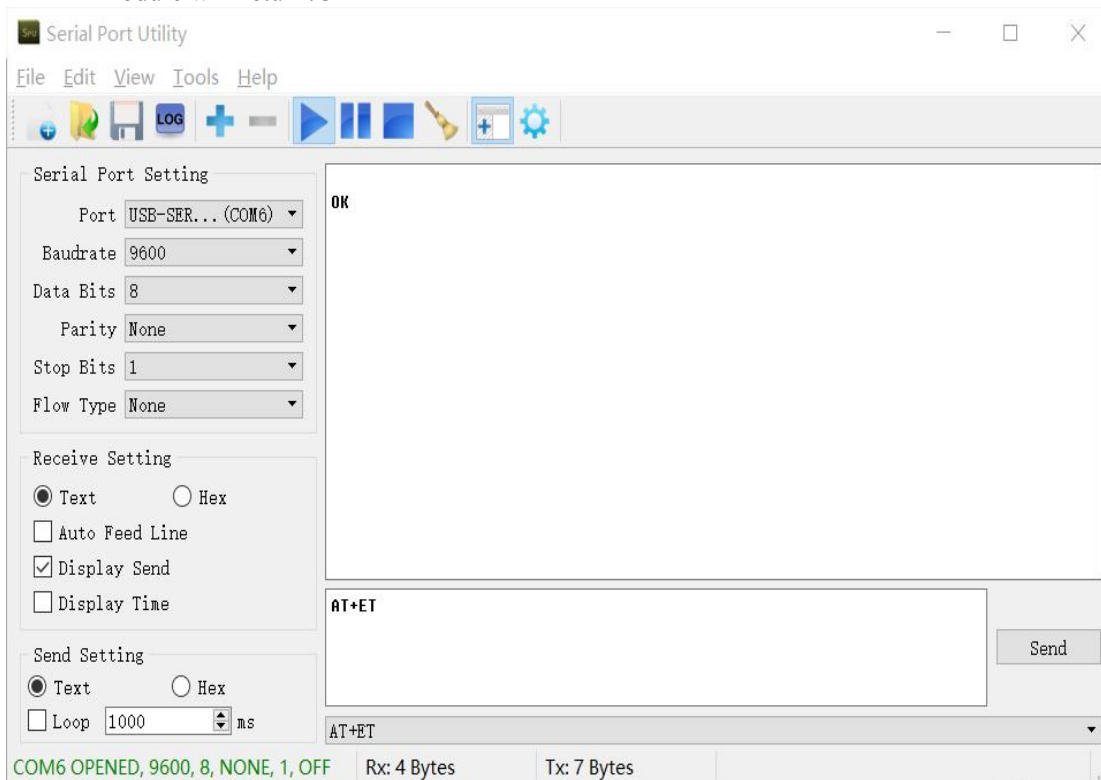 Serial Port Utility
File Edit View Tools Help
LOG
Serial Port Setting
Port USB-SER...(COM6)
Baudrate 9600
Data Bits 8
Parity None
Stop Bits 1
Flow Type None
Receive Setting
Text Hex
Auto Feed Line
Display Send
Display Time
Send Setting
Text Hex
Loop 1000 ms
OK
AT+ET
Send
AT+ET
COM6 OPENED, 9600, 8, NONE, 1, OFF Rx: 4 Bytes Tx: 7 Bytes